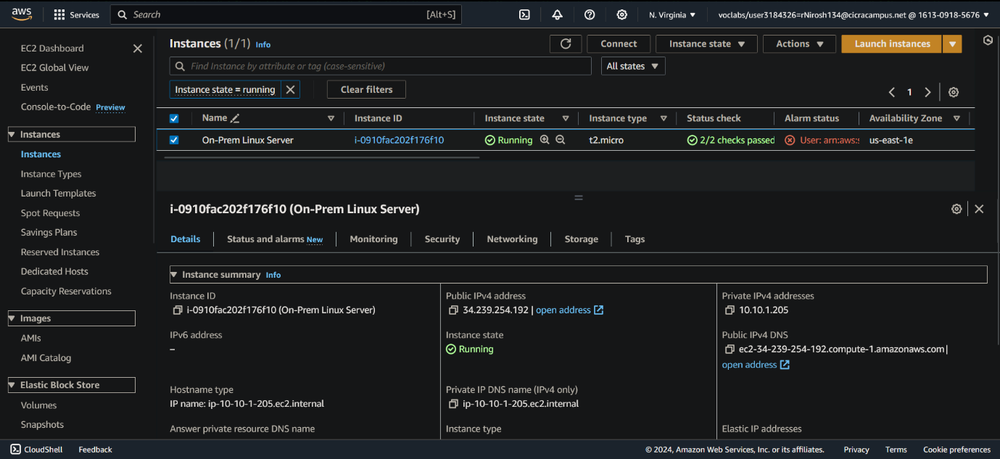 aws Services Search [Alt+S] N. Virginia voclabs/user3184326=rNirosh134@cicracampus.net @ 1613-0918-5676
EC2 Dashboard
EC2 Global View
Events
Console-to-Code Preview
Instances
Instances
Instance Types
Launch Templates
Spot Requests
Savings Plans
Reserved Instances
Dedicated Hosts
Capacity Reservations
Images
AMIs
AMI Catalog
Elastic Block Store
Volumes
Snapshots
Instances (1/1) Info Connect Instance state Actions Launch instances
Find Instance by attribute or tag (case-sensitive) All states
Instance state = running Clear filters 1
Name Instance ID Instance state Instance type Status check Alarm status Availability Zone
On-Prem Linux Server i-0910fac202f176f10 Running t2.micro 2/2 checks passed User: arn:aws:s us-east-1e
i-0910fac202f176f10 (On-Prem Linux Server)
Details Status and alarms New Monitoring Security Networking Storage Tags
Instance summary Info
Instance ID
i-0910fac202f176f10 (On-Prem Linux Server)
Public IPv4 address
34.239.254.192 | open address
Private IPv4 addresses
10.10.1.205
IPv6 address
–
Instance state
Running
Public IPv4 DNS
ec2-34-239-254-192.compute-1.amazonaws.com |
open address
Hostname type
IP name: ip-10-10-1-205.ec2.internal
Private IP DNS name (IPv4 only)
ip-10-10-1-205.ec2.internal
Answer private resource DNS name
Instance type
Elastic IP addresses
CloudShell Feedback © 2024, Amazon Web Services, Inc. or its affiliates. Privacy Terms Cookie preferences